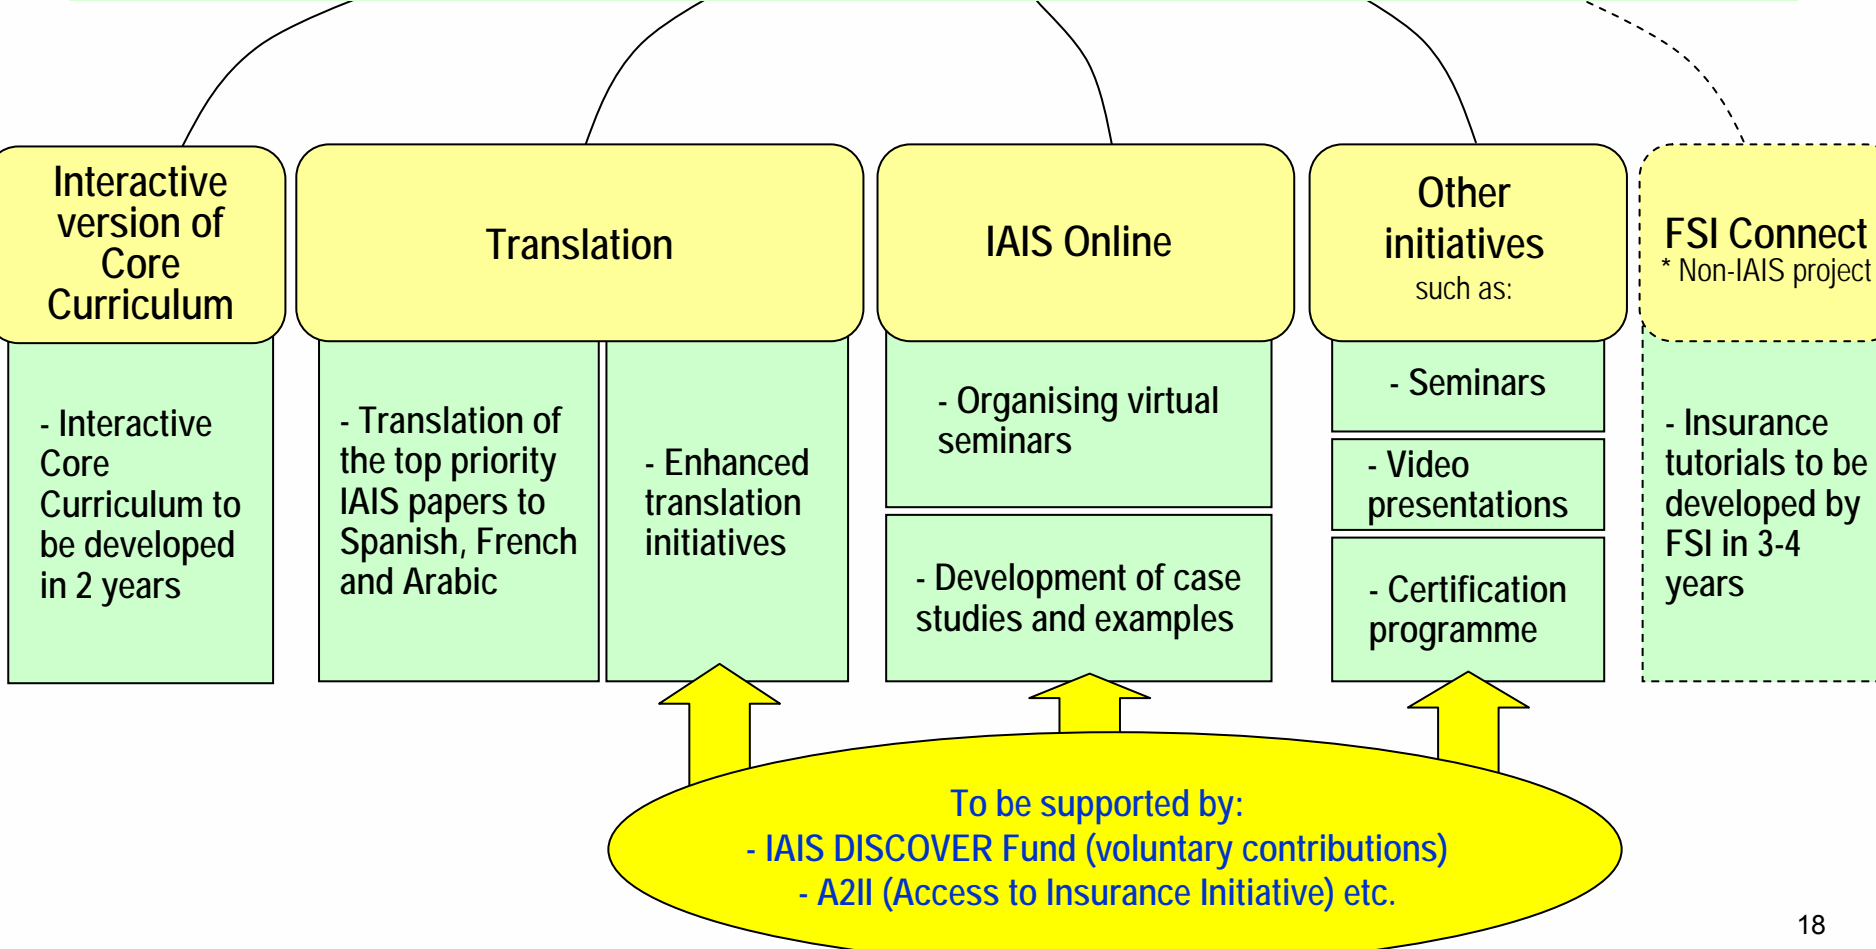 Interactive
version of
Core
Curriculum
Translation
IAIS Online
Other
initiatives
such as:
FSI Connect
* Non-IAIS project
- Interactive
Core
Curriculum to
be developed
in 2 years
- Translation of
the top priority
IAIS papers to
Spanish, French
and Arabic
- Enhanced
translation
initiatives
- Organising virtual
seminars
- Development of case
studies and examples
- Seminars
- Video
presentations
- Certification
programme
- Insurance
tutorials to be
developed by
FSI in 3-4
years
To be supported by:
- IAIS DISCOVER Fund (voluntary contributions)
- A2II (Access to Insurance Initiative) etc.
18